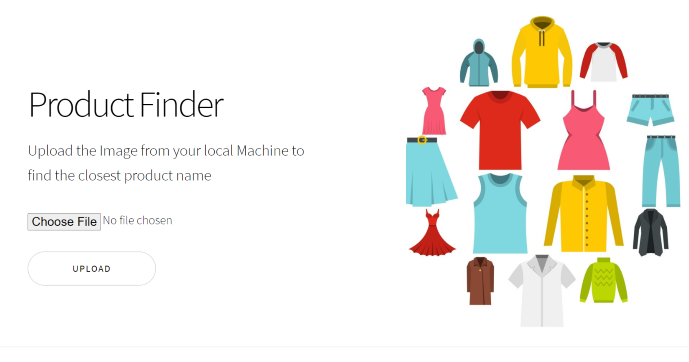 Product Finder
Upload the Image from your local Machine to
find the closest product name
Choose File No file chosen
UPLOAD